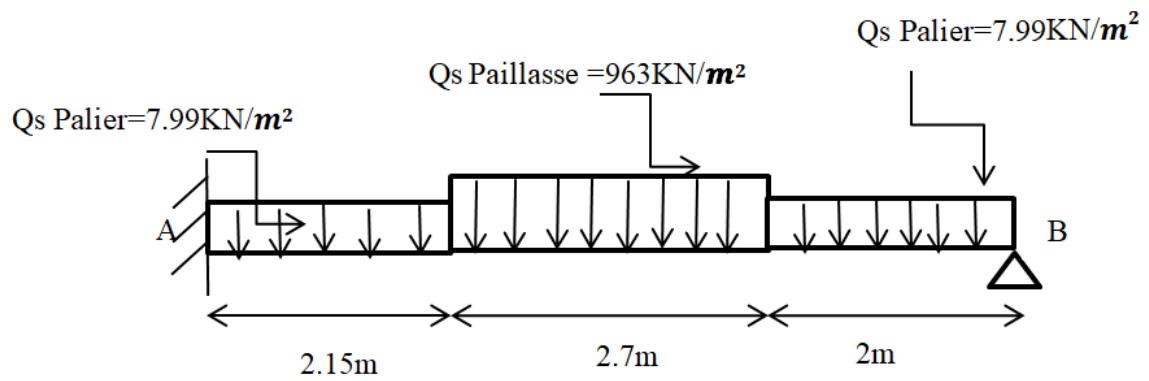 Qs Palier=7.99KN/m²
Qs Paillasse =963KN/m²
Qs Palier=7.99KN/m²
A
B
2.15m
2.7m
2m